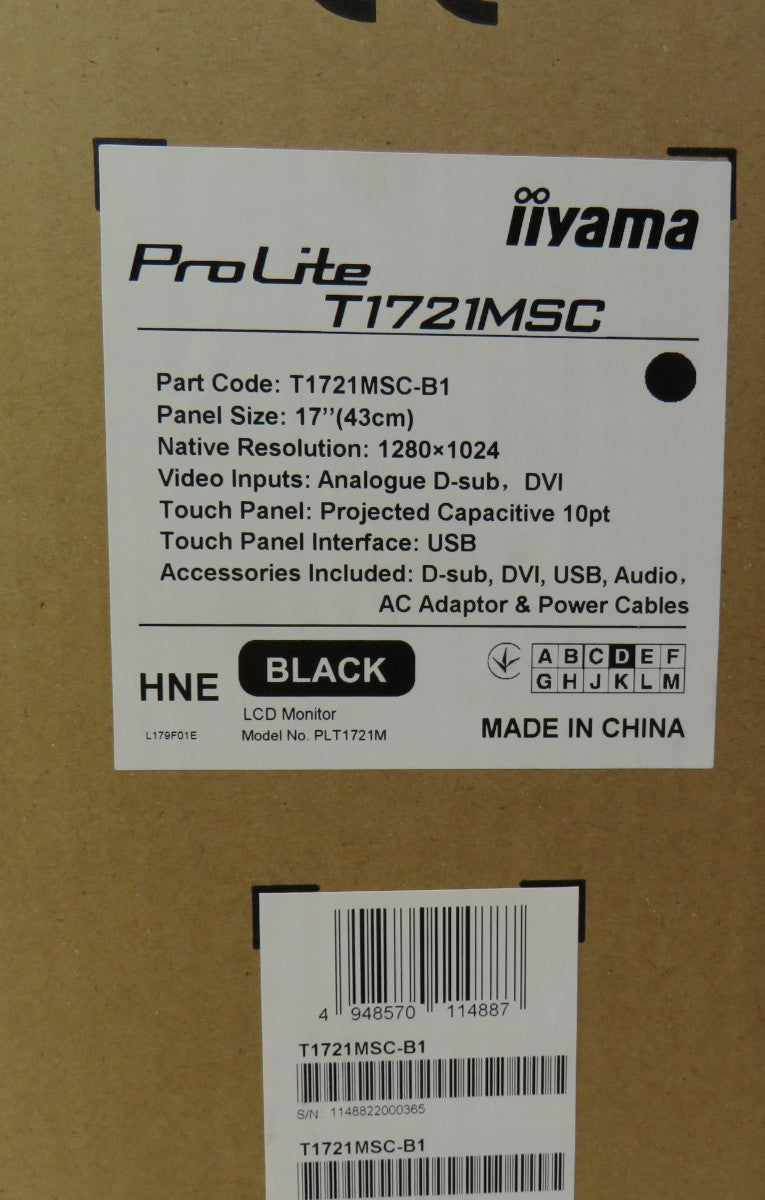 iiyama
ProLite
T1721MSC
Part Code: T1721MSC-B1
Panel Size: 17''(43cm)
Native Resolution: 1280×1024
Video Inputs: Analogue D-sub, DVI
Touch Panel: Projected Capacitive 10pt
Touch Panel Interface: USB
Accessories Included: D-sub, DVI, USB, Audio,
AC Adaptor & Power Cables
HNE BLACK
A B C D E F
G H J K L M
LCD Monitor
L179F01E Model No. PLT1721M
MADE IN CHINA
4 948570 114887
T1721MSC-B1
S/N: 1148822000365
T1721MSC-B1